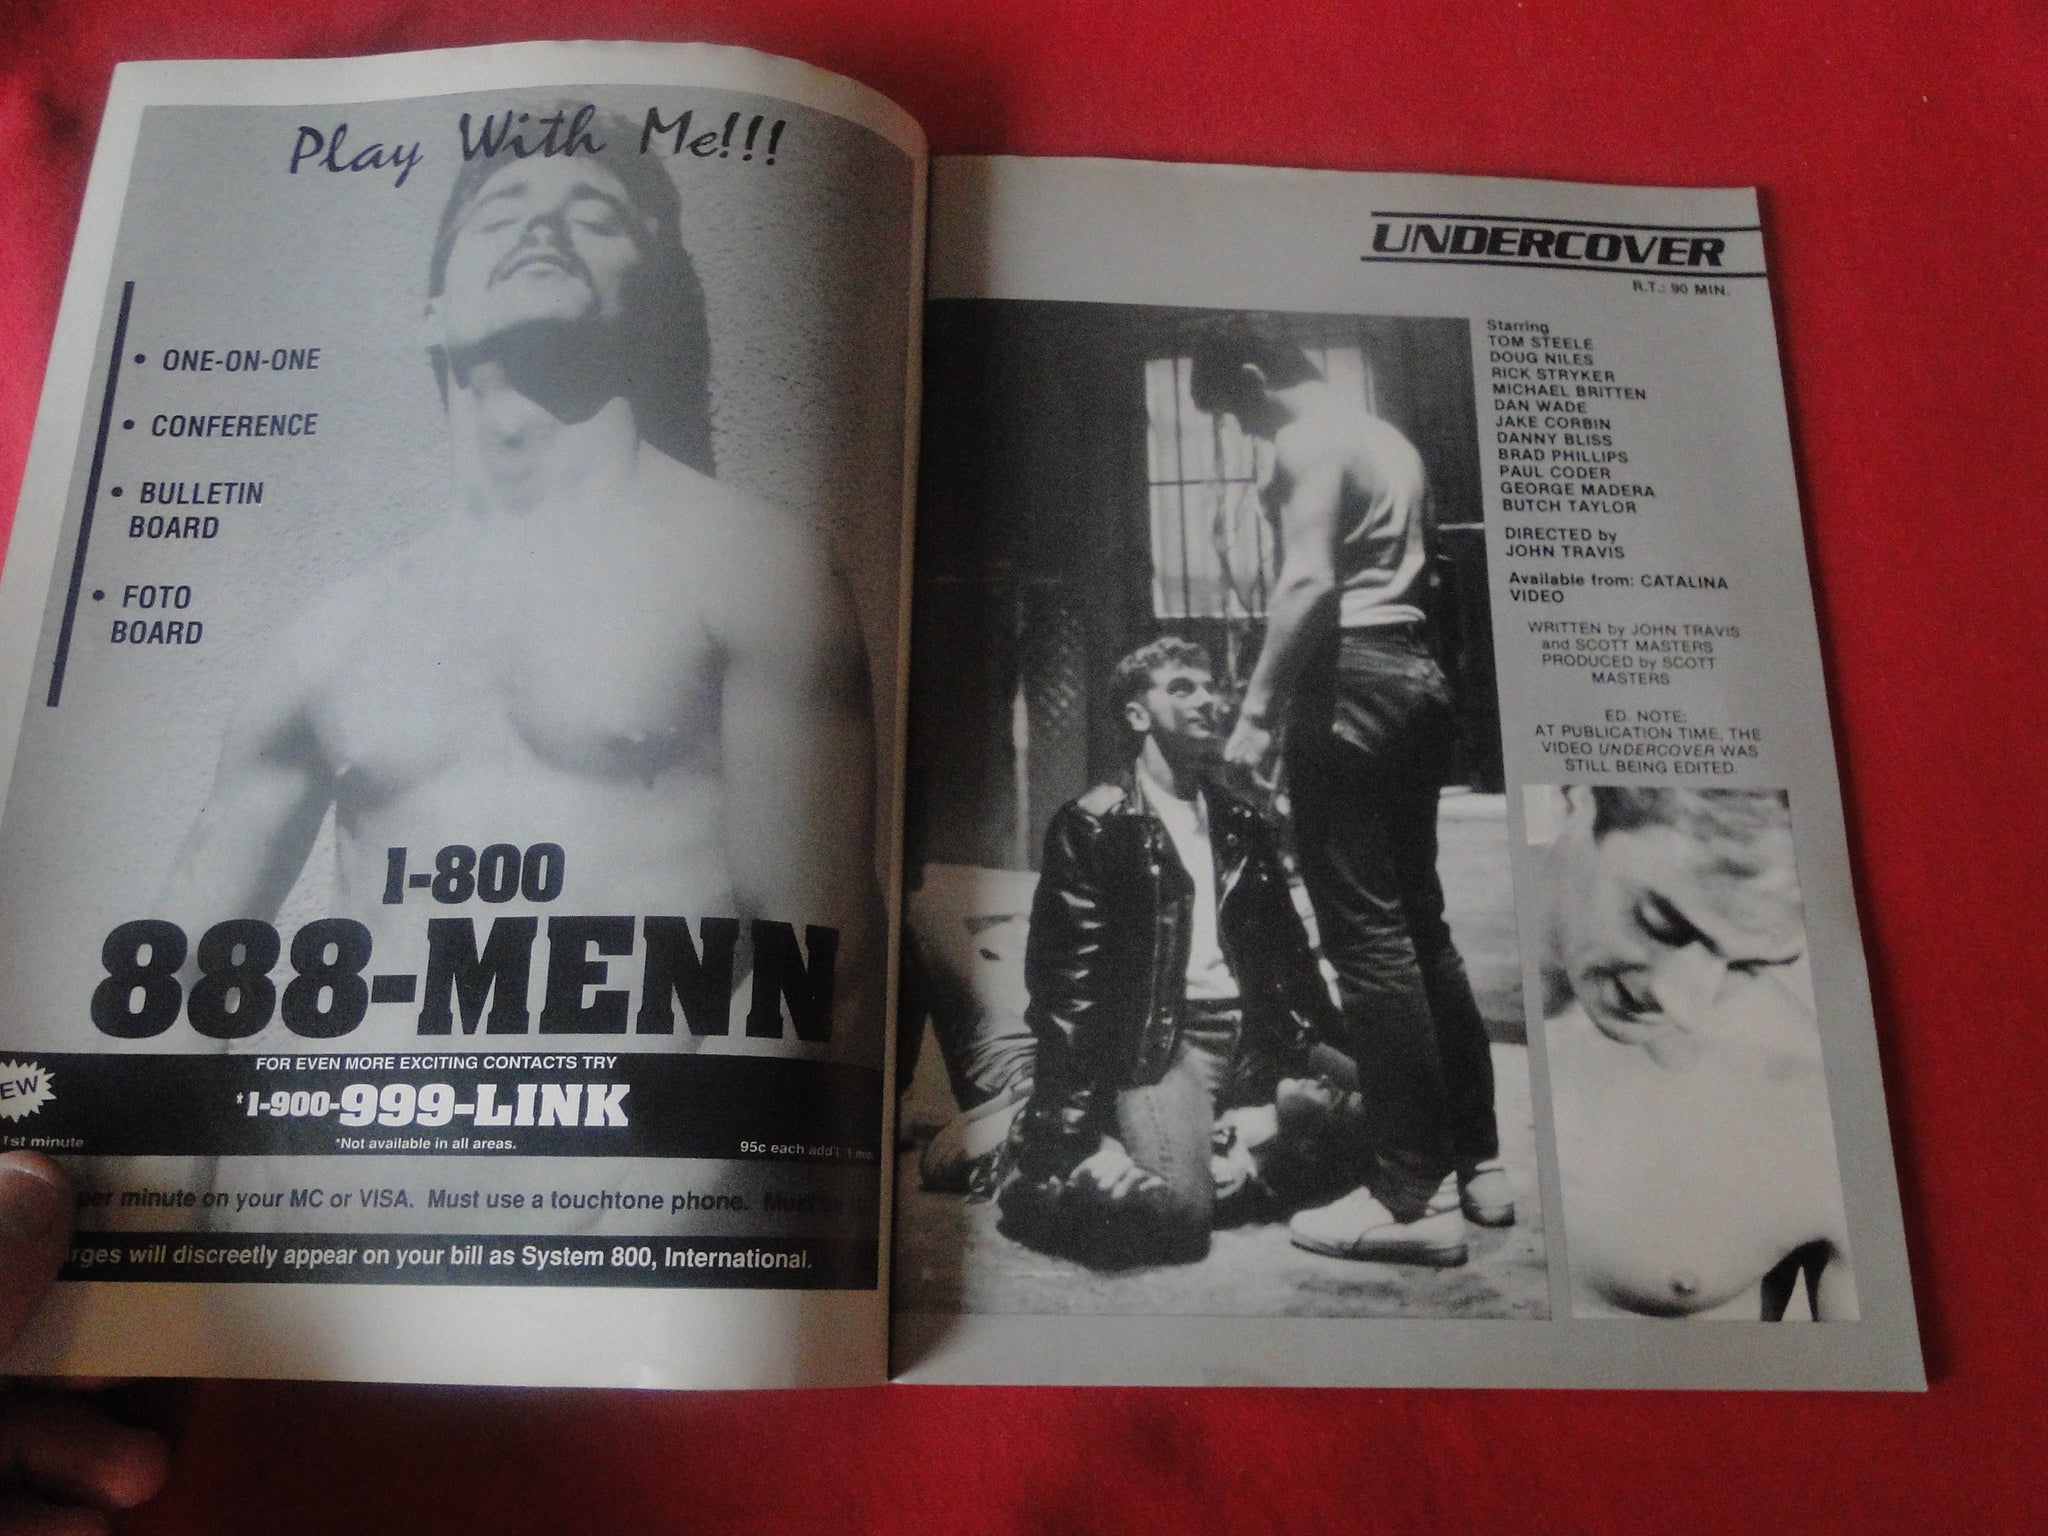 Play With Me!!!
• ONE-ON-ONE
• CONFERENCE
• BULLETIN
BOARD
• FOTO
BOARD
1-800
888-MENN
FOR EVEN MORE EXCITING CONTACTS TRY
EW
*1-900-999-LINK
1st minute
*Not available in all areas.
95c each add'l
per minute on your MC or VISA. Must use a touchtone phone. Must
rges will discreetly appear on your bill as System 800, International.
UNDERCOVER
R.T.: 90 MIN.
Starring
TOM STEELE
DOUG NILES
RICK STRYKER
MICHAEL BRITTEN
DAN WADE
JAKE CORBIN
DANNY BLISS
BRAD PHILLIPS
PAUL CODER
GEORGE MADERA
BUTCH TAYLOR
DIRECTED by
JOHN TRAVIS
Available from: CATALINA
VIDEO
WRITTEN by JOHN TRAVIS
and SCOTT MASTERS
PRODUCED by SCOTT
MASTERS
ED. NOTE:
AT PUBLICATION TIME, THE
VIDEO UNDERCOVER WAS
STILL BEING EDITED.